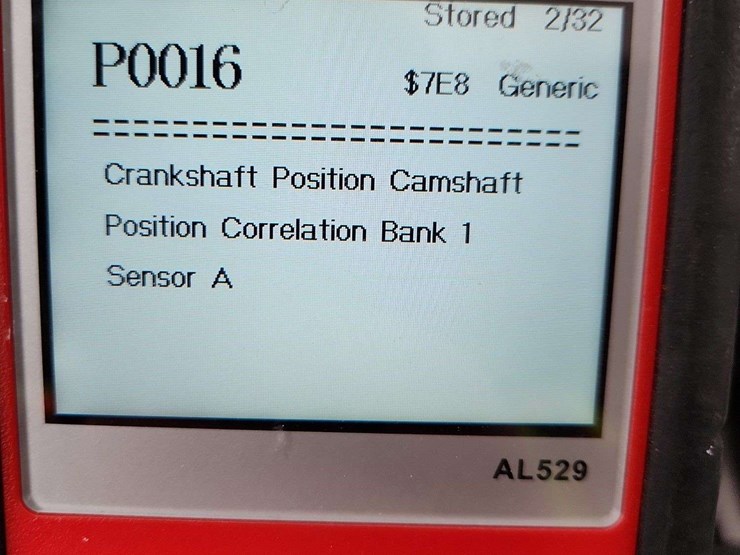 Stored 2/32
P0016
$7E8 Generic
============================
Crankshaft Position Camshaft
Position Correlation Bank 1
Sensor A
AL529